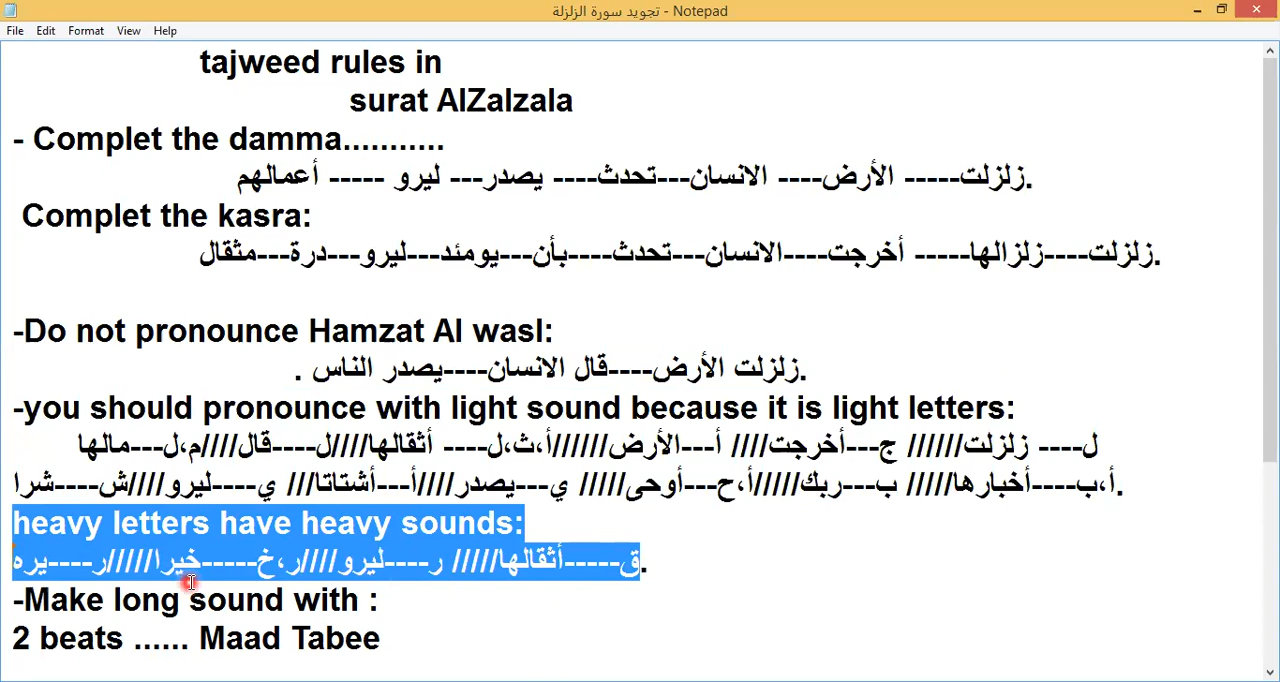 تجويد سورة الزلزلة - Notepad
File Edit Format View Help
tajweed rules in
surat AlZalzala
- Complet the damma...........
زلزلت-----الأرض----الانسان---تحدث----يصدر---ليرو -----أعمالهم.
Complet the kasra:
زلزلت----زلزالها-----أخرجت----الانسان---تحدث----بأن---يومئد---ليرو---درة---مثقال.
-Do not pronounce Hamzat Al wasl:
زلزلت الأرض----قال الانسان----يصدر الناس .
-you should pronounce with light sound because it is light letters:
ل---- زلزلت////// ج---أخرجت//// أ---الأرض//////أ،ث،ل---- أثقالها////ل----قال////م،ل---مالها
أ،ب----أخبارها///// ب---ربك/////أ،ح---أوحى///// ي---يصدر////أ---أشتاتا/// ي----ليرو////ش----شرا.
heavy letters have heavy sounds:
ق-----أثقالها///// ر----ليرو////ر،خ-----خيرا/////ر----يره.
-Make long sound with :
2 beats ...... Maad Tabee